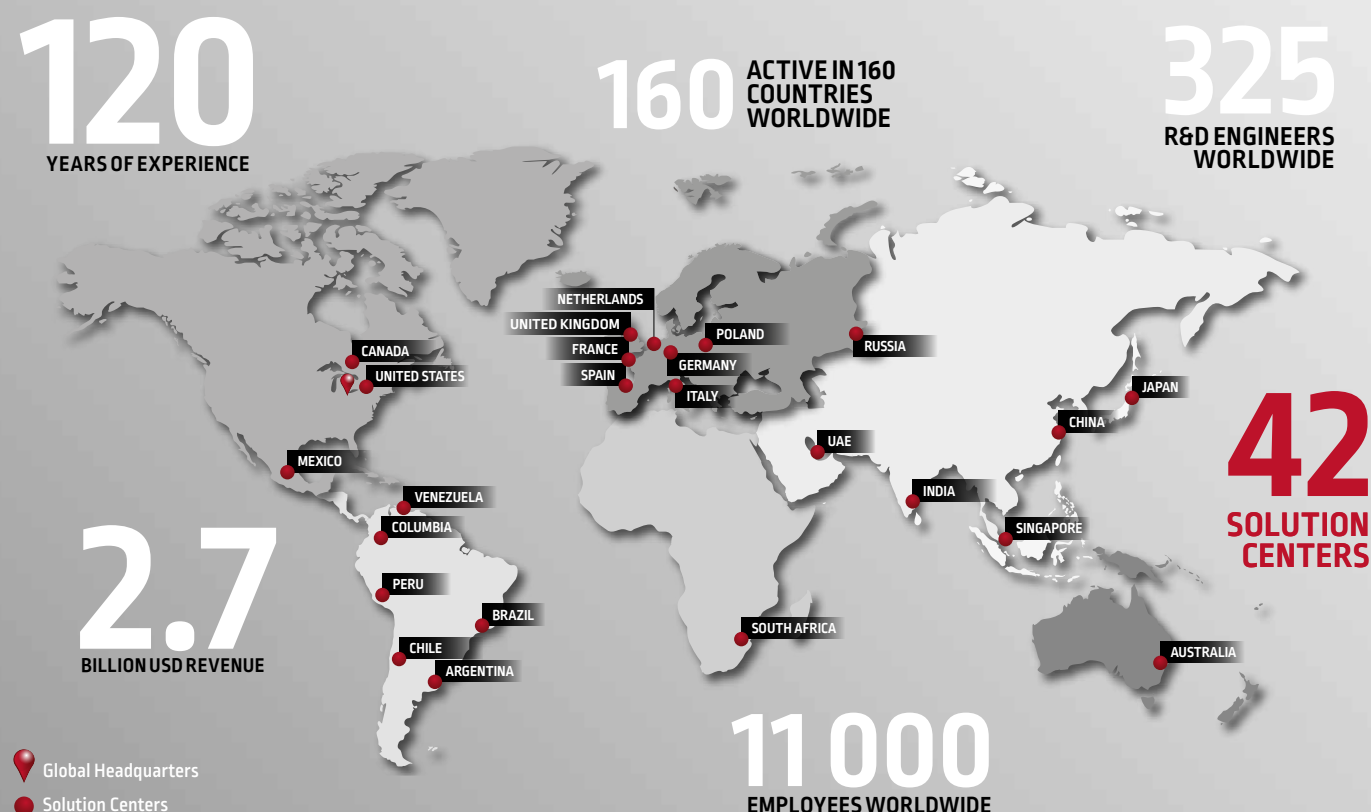 120
YEARS OF EXPERIENCE
160
ACTIVE IN 160
COUNTRIES
WORLDWIDE
325
R&D ENGINEERS
WORLDWIDE
NETHERLANDS
UNITED KINGDOM
FRANCE
SPAIN
POLAND
GERMANY
ITALY
RUSSIA
CANADA
UNITED STATES
MEXICO
VENEZUELA
COLUMBIA
PERU
BRAZIL
CHILE
ARGENTINA
UAE
INDIA
SINGAPORE
CHINA
JAPAN
SOUTH AFRICA
AUSTRALIA
42
SOLUTION
CENTERS
2.7
BILLION USD REVENUE
11 000
EMPLOYEES WORLDWIDE
Global Headquarters
Solution Centers